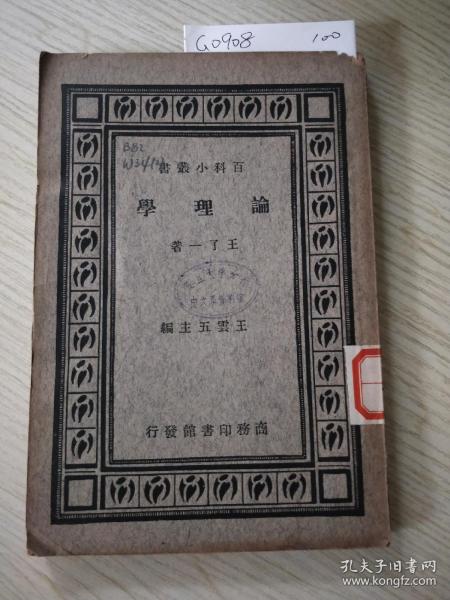 G0908 100
BB2
百科小叢書
論理學
王了一著
王雲五主編
商務印書館發行
孔夫子旧书网
www.kongfz.com